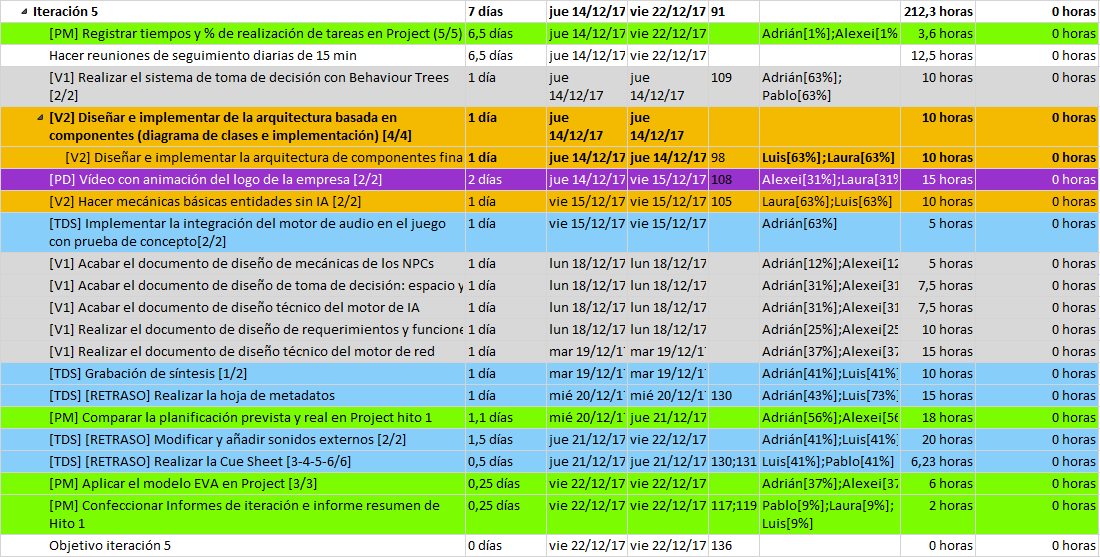 Iteración 5 7 días jue 14/12/17 vie 22/12/17 91 212,3 horas 0 horas
[PM] Registrar tiempos y % de realización de tareas en Project (5/5) 6,5 días jue 14/12/17 vie 22/12/17 Adrián[1%];Alexei[1% 3,6 horas 0 horas
Hacer reuniones de seguimiento diarias de 15 min 6,5 días jue 14/12/17 vie 22/12/17 12,5 horas 0 horas
[V1] Realizar el sistema de toma de decisión con Behaviour Trees 1 día jue jue 109 Adrián[63%]; 10 horas 0 horas
[2/2] 14/12/17 14/12/17 Pablo[63%]
[V2] Diseñar e implementar de la arquitectura basada en 1 día jue jue 10 horas 0 horas
componentes (diagrama de clases e implementación) [4/4] 14/12/17 14/12/17
[V2] Diseñar e implementar la arquitectura de componentes fina 1 día jue 14/12/17 jue 14/12/17 98 Luis[63%];Laura[63%] 10 horas 0 horas
[PD] Vídeo con animación del logo de la empresa [2/2] 2 días jue 14/12/17 vie 15/12/17 108 Alexei[31%];Laura[31% 15 horas 0 horas
[V2] Hacer mecánicas básicas entidades sin IA [2/2] 1 día vie 15/12/17 vie 15/12/17 105 Laura[63%];Luis[63%] 10 horas 0 horas
[TDS] Implementar la integración del motor de audio en el juego 1 día vie 15/12/17 vie 15/12/17 Adrián[63%] 5 horas 0 horas
con prueba de concepto[2/2]
[V1] Acabar el documento de diseño de mecánicas de los NPCs 1 día lun 18/12/17 lun 18/12/17 Adrián[12%];Alexei[12 5 horas 0 horas
[V1] Acabar el documento de diseño de toma de decisión: espacio y 1 día lun 18/12/17 lun 18/12/17 Adrián[31%];Alexei[31 7,5 horas 0 horas
[V1] Acabar el documento de diseño técnico del motor de IA 1 día lun 18/12/17 lun 18/12/17 Adrián[31%];Alexei[31 7,5 horas 0 horas
[V1] Realizar el documento de diseño de requerimientos y funcione 1 día lun 18/12/17 lun 18/12/17 Adrián[25%];Alexei[25 10 horas 0 horas
[V1] Realizar el documento de diseño técnico del motor de red 1 día mar 19/12/1 mar 19/12/1 Adrián[37%];Alexei[37 15 horas 0 horas
[TDS] Grabación de síntesis [1/2] 1 día mar 19/12/1 mar 19/12/1 Adrián[41%];Luis[41%] 10 horas 0 horas
[TDS] [RETRASO] Realizar la hoja de metadatos 1 día mié 20/12/1 mié 20/12/1 130 Adrián[43%];Luis[73%] 15 horas 0 horas
[PM] Comparar la planificación prevista y real en Project hito 1 1,1 días mié 20/12/1 jue 21/12/17 Adrián[56%];Alexei[56 18 horas 0 horas
[TDS] [RETRASO] Modificar y añadir sonidos externos [2/2] 1,5 días jue 21/12/17 vie 22/12/17 Adrián[41%];Luis[41% 20 horas 0 horas
[TDS] [RETRASO] Realizar la Cue Sheet [3-4-5-6/6] 0,5 días jue 21/12/17 jue 21/12/17 130;131 Luis[41%];Pablo[41%] 6,23 horas 0 horas
[PM] Aplicar el modelo EVA en Project [3/3] 0,25 días vie 22/12/17 vie 22/12/17 Adrián[37%];Alexei[37 6 horas 0 horas
[PM] Confeccionar Informes de iteración e informe resumen de 0,25 días vie 22/12/17 vie 22/12/17 117;119 Pablo[9%];Laura[9%]; 2 horas 0 horas
Hito 1 Luis[9%]
Objetivo iteración 5 0 días vie 22/12/17 vie 22/12/17 136 0 horas 0 horas